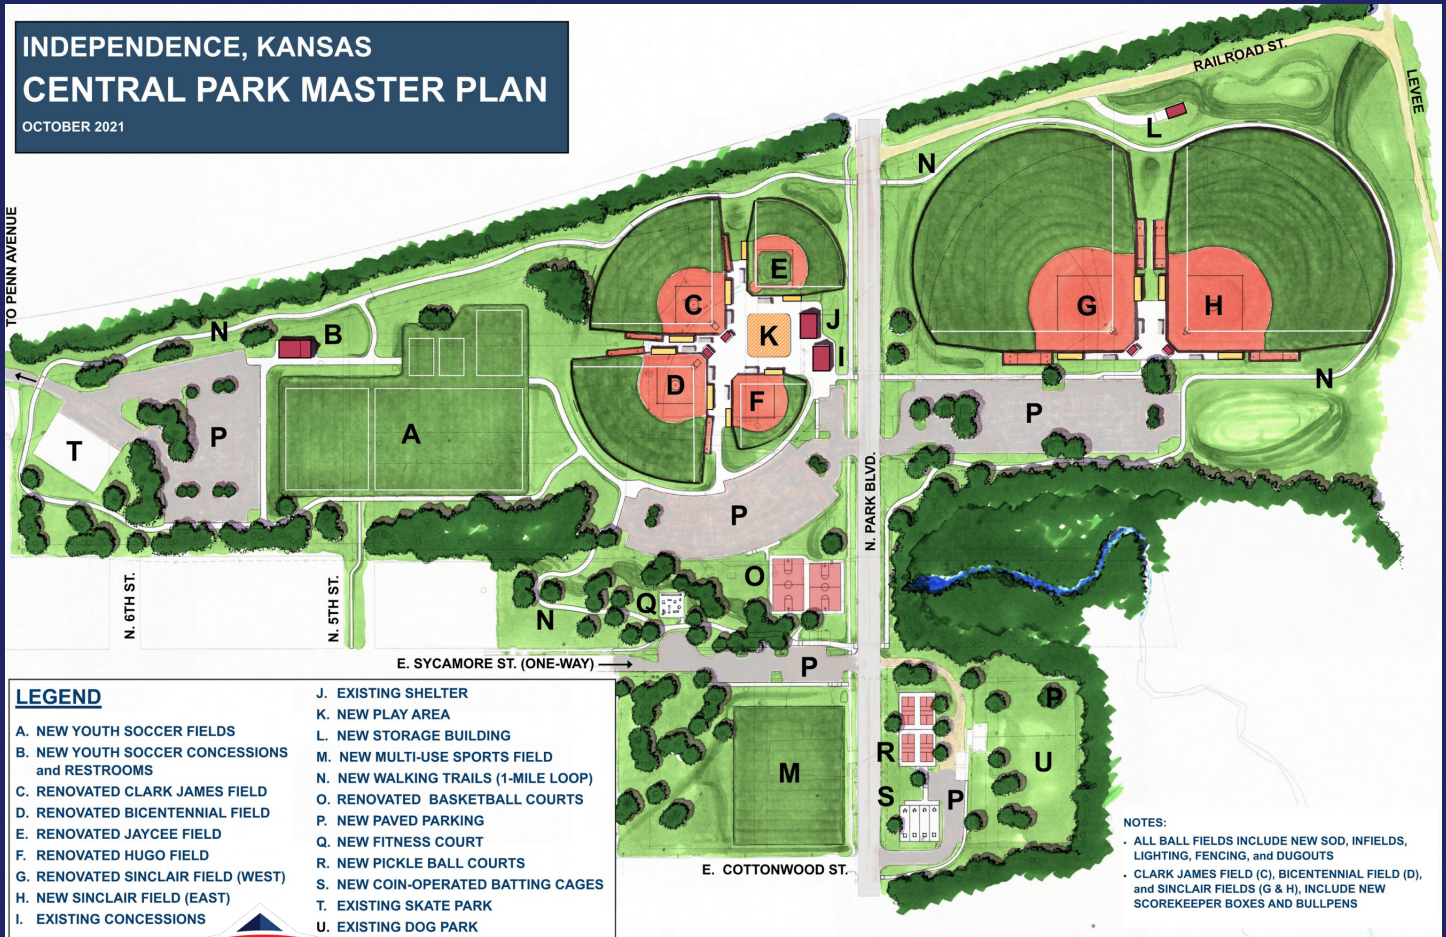 INDEPENDENCE, KANSAS
CENTRAL PARK MASTER PLAN
OCTOBER 2021
RAILROAD ST.
LEVEE
L
N
TO PENN AVENUE
E
C
G
H
N
B
J
K
I
D
F
N
T
P
A
P
P
N. PARK BLVD.
O
Q
N
N. 6TH ST.
N. 5TH ST.
E. SYCAMORE ST. (ONE-WAY)
P
P
R
U
M
S
P
E. COTTONWOOD ST.
LEGEND
A. NEW YOUTH SOCCER FIELDS
B. NEW YOUTH SOCCER CONCESSIONS
and RESTROOMS
C. RENOVATED CLARK JAMES FIELD
D. RENOVATED BICENTENNIAL FIELD
E. RENOVATED JAYCEE FIELD
F. RENOVATED HUGO FIELD
G. RENOVATED SINCLAIR FIELD (WEST)
H. NEW SINCLAIR FIELD (EAST)
I. EXISTING CONCESSIONS
J. EXISTING SHELTER
K. NEW PLAY AREA
L. NEW STORAGE BUILDING
M. NEW MULTI-USE SPORTS FIELD
N. NEW WALKING TRAILS (1-MILE LOOP)
O. RENOVATED BASKETBALL COURTS
P. NEW PAVED PARKING
Q. NEW FITNESS COURT
R. NEW PICKLE BALL COURTS
S. NEW COIN-OPERATED BATTING CAGES
T. EXISTING SKATE PARK
U. EXISTING DOG PARK
NOTES:
• ALL BALL FIELDS INCLUDE NEW SOD, INFIELDS,
LIGHTING, FENCING, and DUGOUTS
• CLARK JAMES FIELD (C), BICENTENNIAL FIELD (D),
and SINCLAIR FIELDS (G & H), INCLUDE NEW
SCOREKEEPER BOXES AND BULLPENS